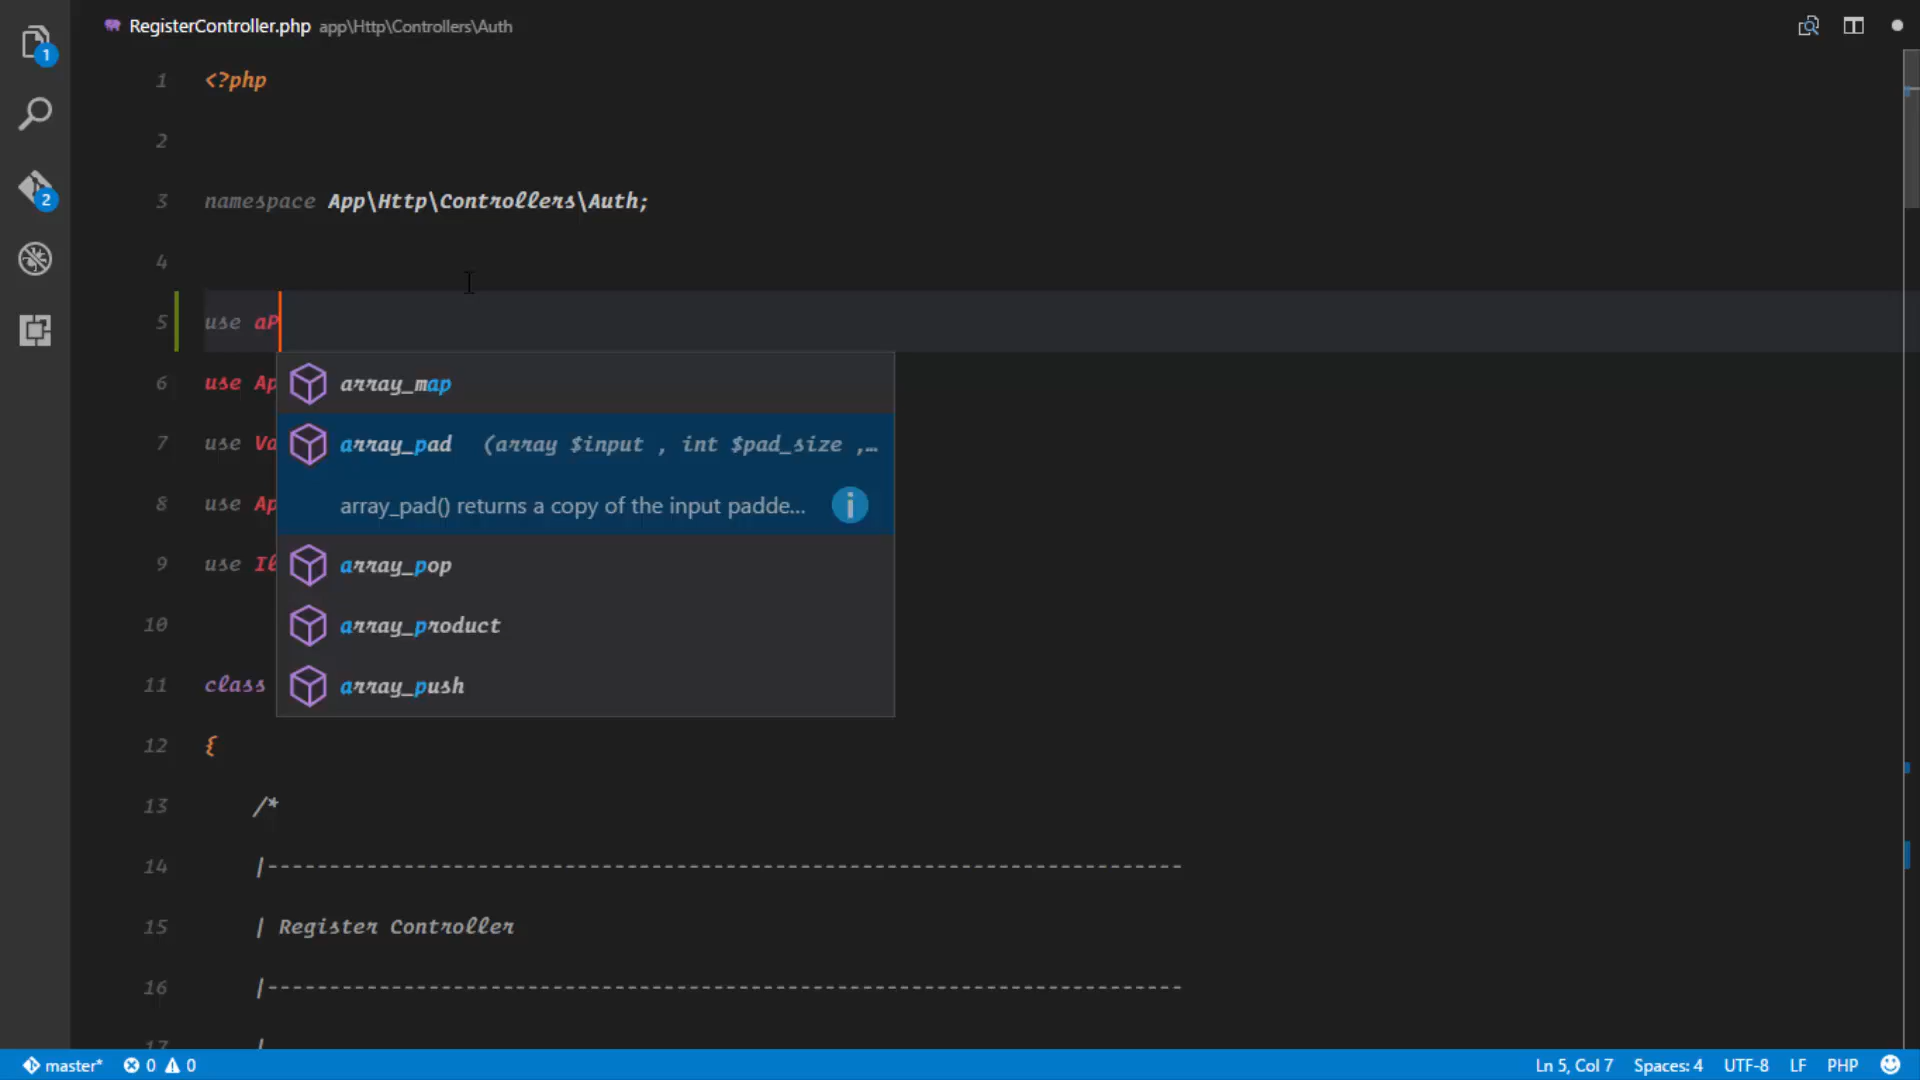 RegisterController.php app\Http\Controllers\Auth
1
1 <?php
2
3 namespace App\Http\Controllers\Auth;
2
4
5 use aP
6 use Ap
array_map
7 use Va
array_pad (array $input , int $pad_size ,…
8 use Ap
array_pad() returns a copy of the input padde...
9 use Il
array_pop
10
array_product
11 class
array_push
12 {
13 /*
14 |--------------------------------------------------------------------------
15 | Register Controller
16 |--------------------------------------------------------------------------
17 |
master* 0 0 Ln 5, Col 7 Spaces: 4 UTF-8 LF PHP